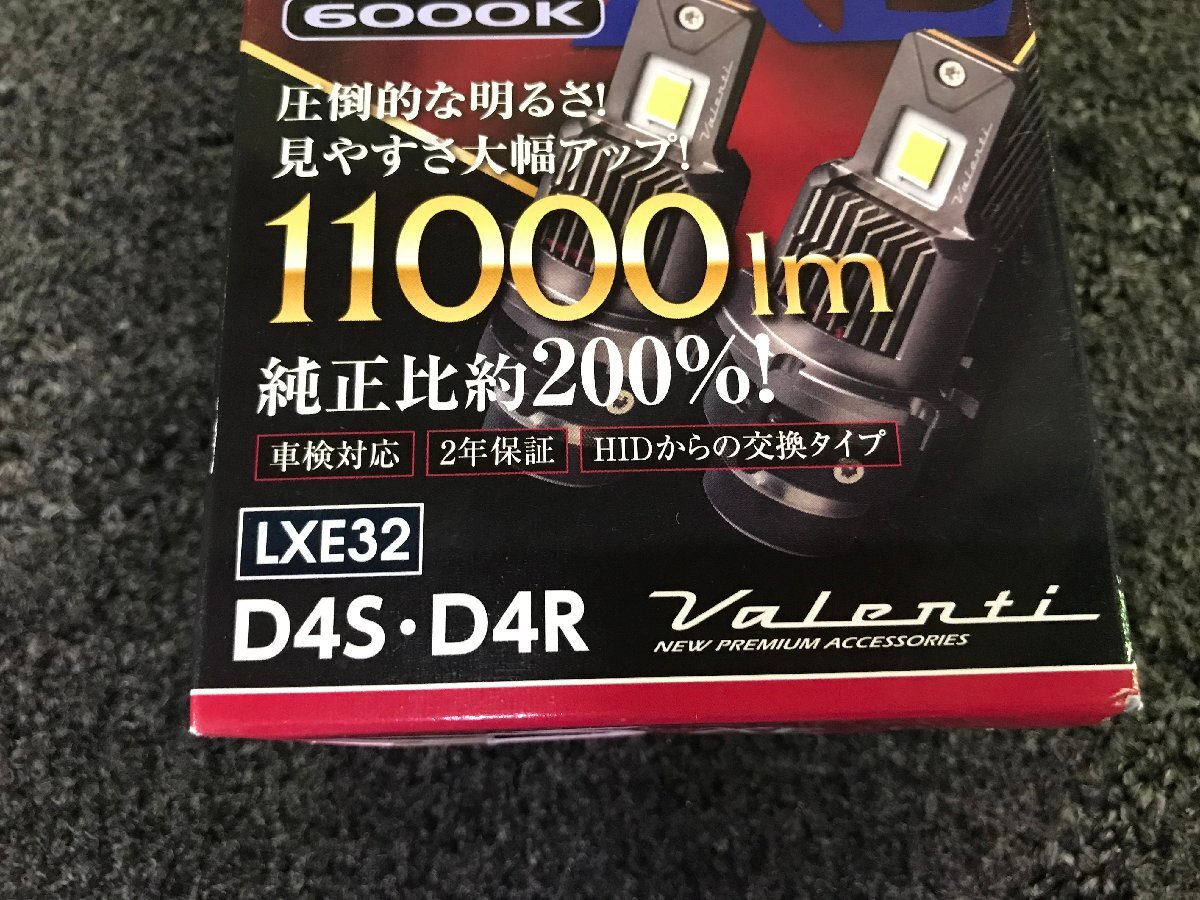 6000K
圧倒的な明るさ!
見やすさ大幅アップ!
11000lm
純正比約200%!
車検対応 2年保証 HIDからの交換タイプ
LXE32
D4S・D4R
Valenti
NEW PREMIUM ACCESSORIES
Valenti
Valenti